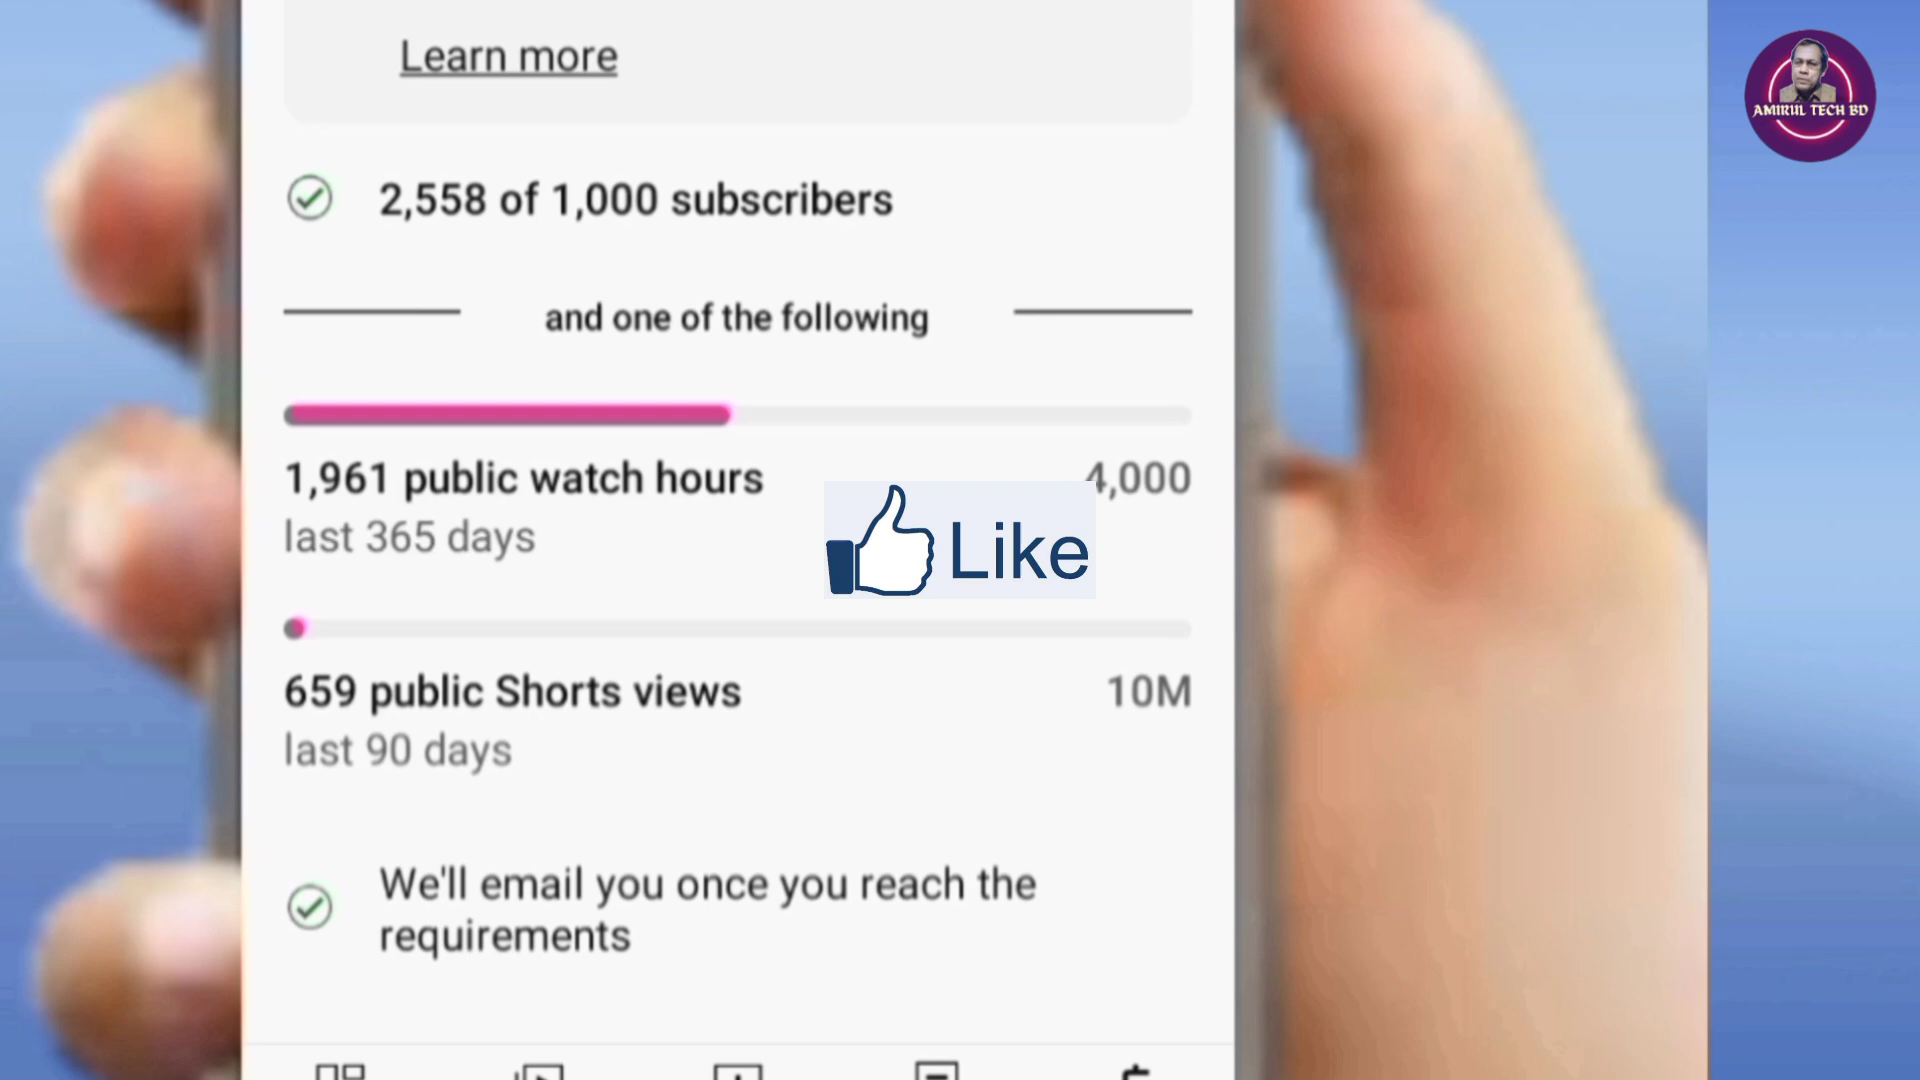 Learn more
AMIRUL TECH BD
2,558 of 1,000 subscribers
and one of the following
1,961 public watch hours 4,000
last 365 days
Like
659 public Shorts views 10M
last 90 days
We'll email you once you reach the
requirements